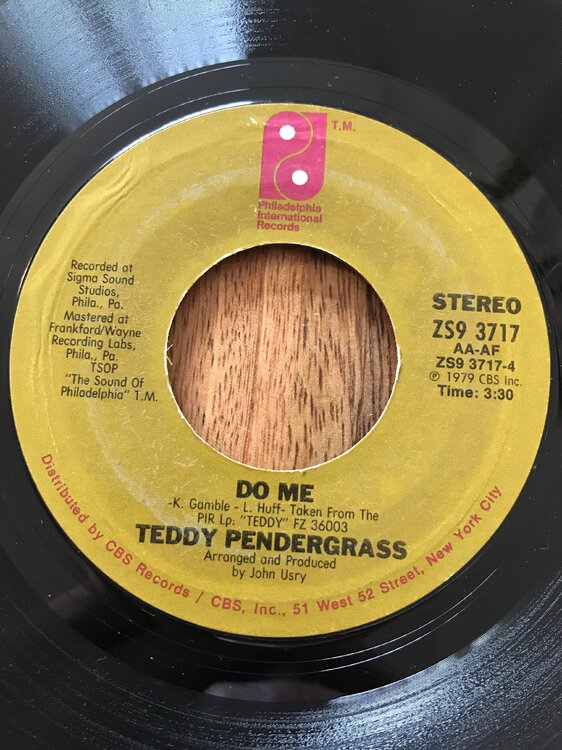 T.M.
Philadelphia
International
Records
Recorded at
Sigma Sound
Studios,
Phila., Pa.
Mastered at
Frankford/Wayne
Recording Labs,
Phila., Pa.
TSOP
"The Sound Of
Philadelphia" T.M.
STEREO
ZS9 3717
AA-AF
ZS9 3717-4
℗ 1979 CBS Inc.
Time: 3:30
DO ME
-K. Gamble - L. Huff- Taken From The
PIR Lp: "TEDDY" FZ 36003
TEDDY PENDERGRASS
Arranged and Produced
by John Usry
Distributed by CBS Records / CBS, Inc., 51 West 52 Street, New York City